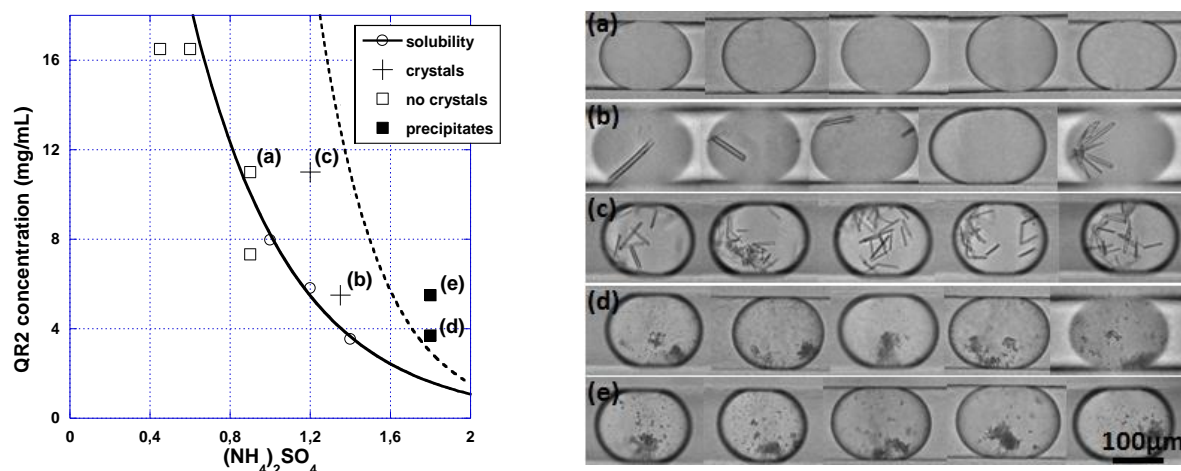 QR2 concentration (mg/mL)
16
12
8
4
0
0
0,4
0,8
1,2
1,6
2
(NH4)2SO4
solubility
crystals
no crystals
precipitates
(a)
(c)
(b)
(e)
(d)
(a)
(b)
(c)
(d)
(e)
100µm